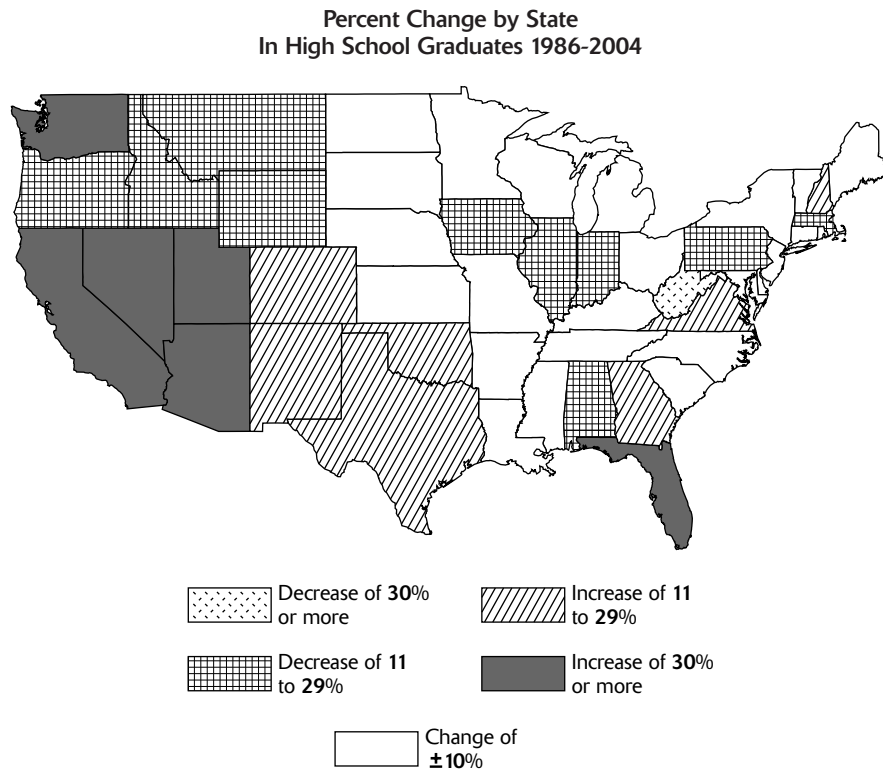 Percent Change by State
In High School Graduates 1986-2004
Decrease of 30%
or more
Increase of 11
to 29%
Decrease of 11
to 29%
Increase of 30%
or more
Change of
±10%